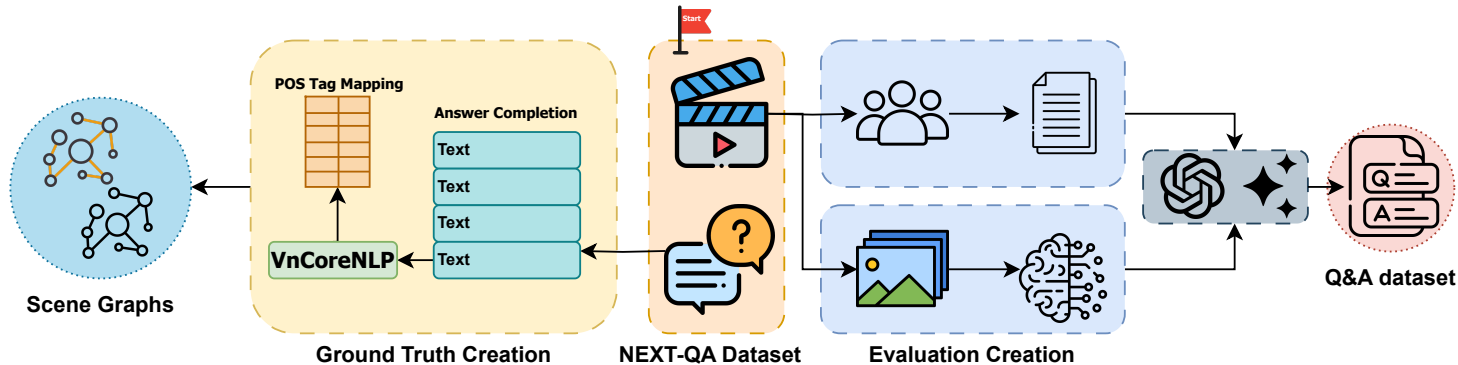 Start
POS Tag Mapping
Answer Completion
Text
Text
Text
Text
VnCoreNLP
Q
A
Scene Graphs
Q&A dataset
Ground Truth Creation
NEXT-QA Dataset
Evaluation Creation